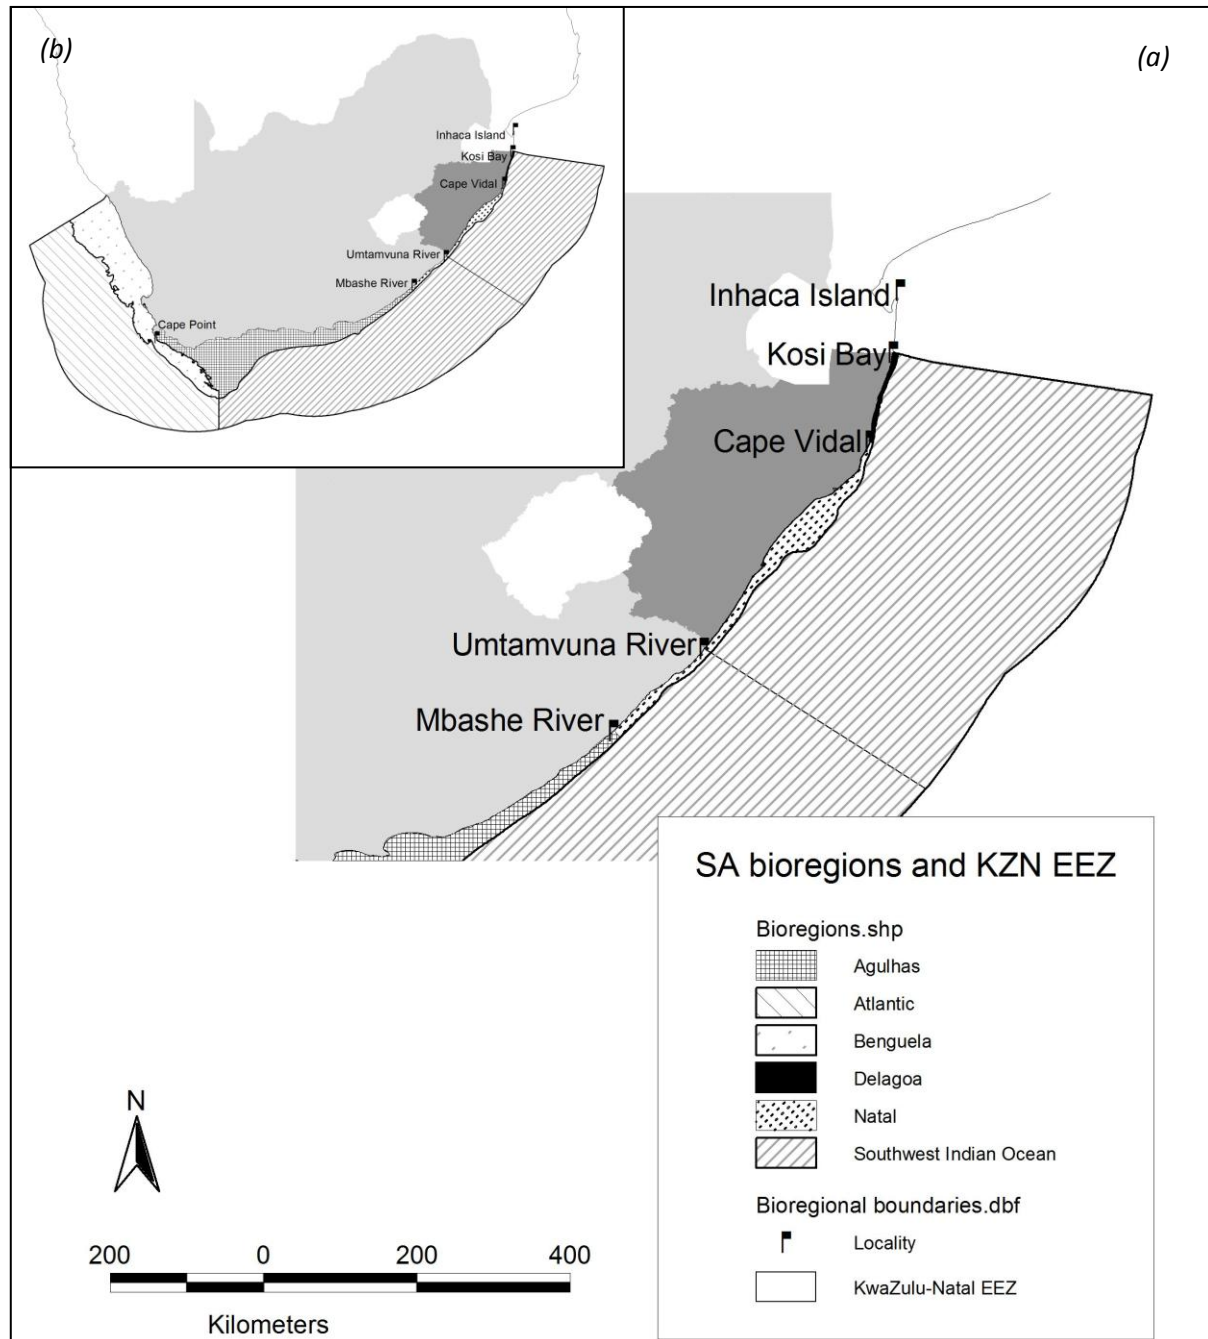 (b)
Inhaca Island
Kosi Bay
Cape Vidal
Umtamvuna River
Mbashe River
Cape Point
(a)
Inhaca Island
Kosi Bay
Cape Vidal
Umtamvuna River
Mbashe River
SA bioregions and KZN EEZ
Bioregions.shp
Agulhas
Atlantic
Benguela
Delagoa
Natal
Southwest Indian Ocean
Bioregional boundaries.dbf
Locality
KwaZulu-Natal EEZ
N
200 0 200 400
Kilometers